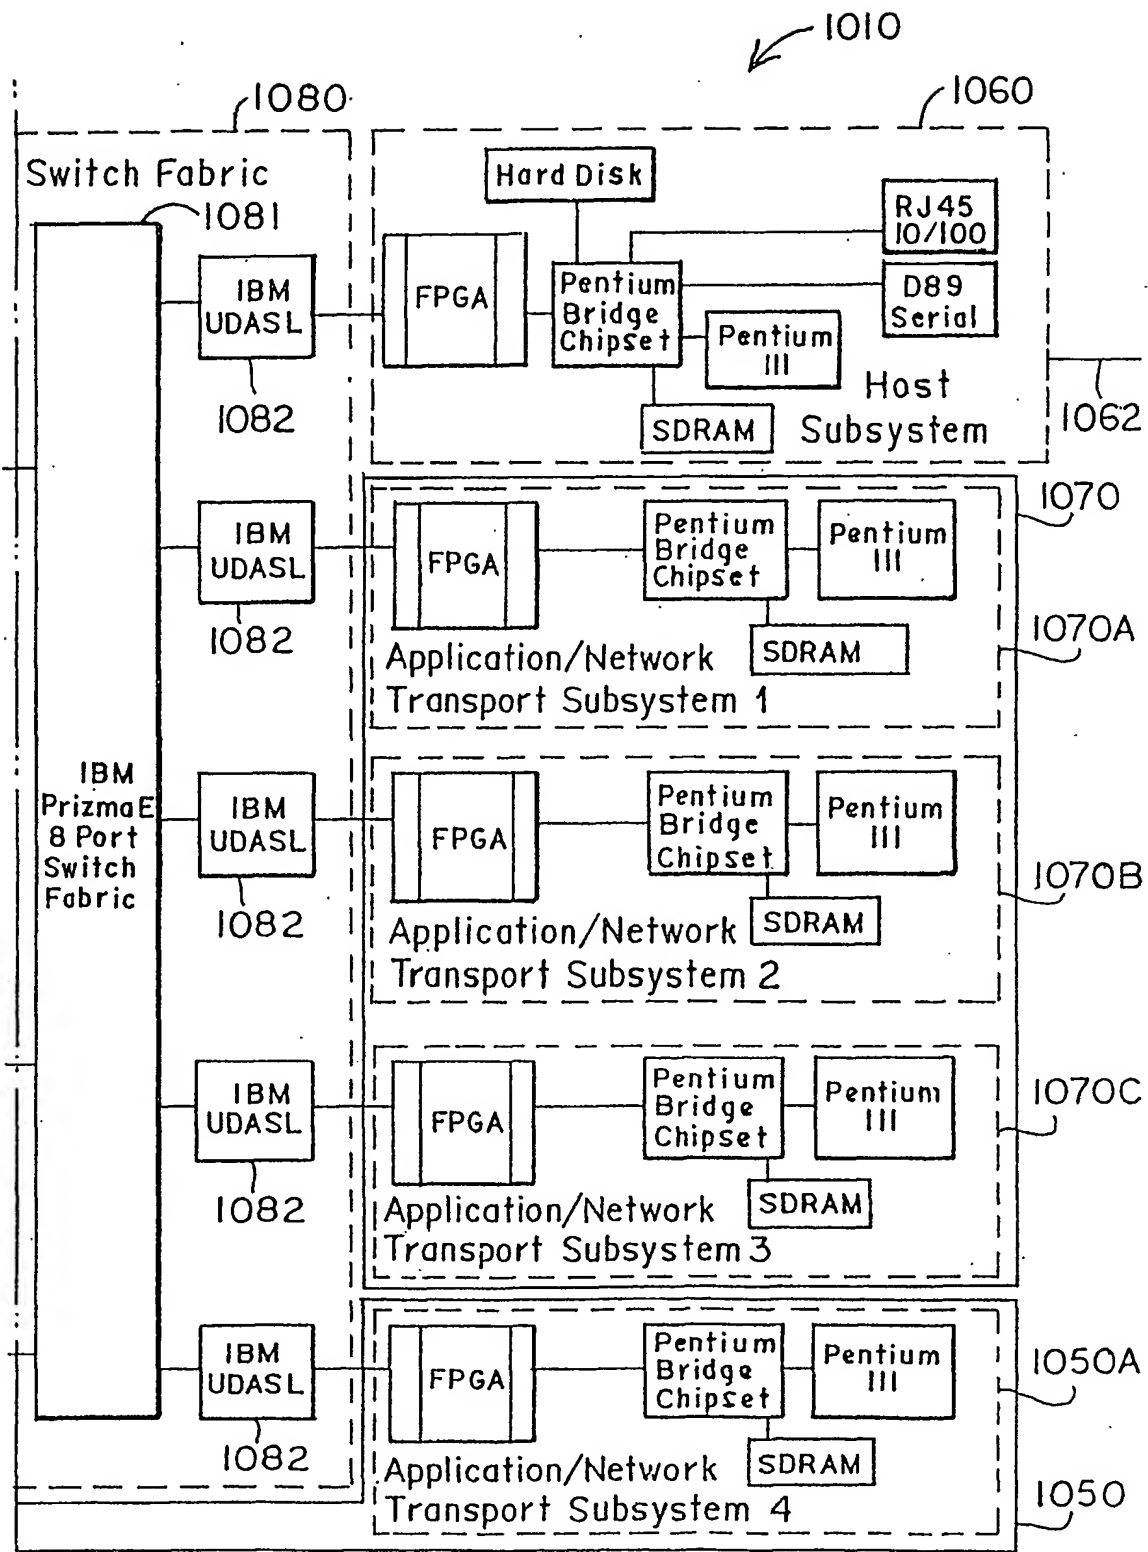 1010
1080
1060
Switch Fabric
1081
Hard Disk
RJ45
10/100
IBM
UDASL
FPGA
Pentium
Bridge
Chipset
D89
Serial
Pentium
III
1082
SDRAM
Host
Subsystem
1062
1070
IBM
UDASL
FPGA
Pentium
Bridge
Chipset
Pentium
III
1082
SDRAM
1070A
Application/Network
Transport Subsystem 1
IBM
PrizmaE
8 Port
Switch
Fabric
IBM
UDASL
FPGA
Pentium
Bridge
Chipset
Pentium
III
1070B
1082
SDRAM
Application/Network
Transport Subsystem 2
IBM
UDASL
FPGA
Pentium
Bridge
Chipset
Pentium
III
1070C
1082
SDRAM
Application/Network
Transport Subsystem 3
IBM
UDASL
FPGA
Pentium
Bridge
Chipset
Pentium
III
1050A
1082
SDRAM
Application/Network
Transport Subsystem 4
1050